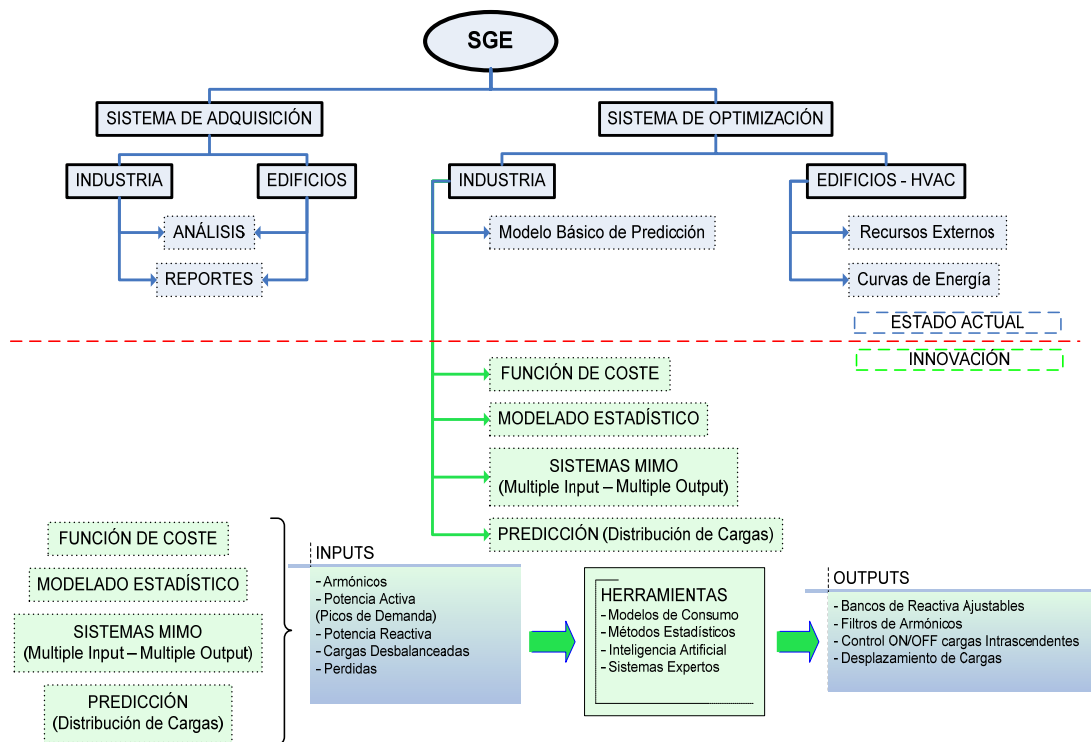 SGE
SISTEMA DE ADQUISICIÓN
SISTEMA DE OPTIMIZACIÓN
INDUSTRIA
EDIFICIOS
INDUSTRIA
EDIFICIOS - HVAC
ANÁLISIS
REPORTES
Modelo Básico de Predicción
Recursos Externos
Curvas de Energía
ESTADO ACTUAL
INNOVACIÓN
FUNCIÓN DE COSTE
MODELADO ESTADÍSTICO
SISTEMAS MIMO
(Multiple Input – Multiple Output)
PREDICCIÓN (Distribución de Cargas)
FUNCIÓN DE COSTE
MODELADO ESTADÍSTICO
SISTEMAS MIMO
(Multiple Input – Multiple Output)
PREDICCIÓN
(Distribución de Cargas)
INPUTS
- Armónicos
- Potencia Activa
(Picos de Demanda)
- Potencia Reactiva
- Cargas Desbalanceadas
- Perdidas
HERRAMIENTAS
- Modelos de Consumo
- Métodos Estadísticos
- Inteligencia Artificial
- Sistemas Expertos
OUTPUTS
- Bancos de Reactiva Ajustables
- Filtros de Armónicos
- Control ON/OFF cargas Intrascendentes
- Desplazamiento de Cargas